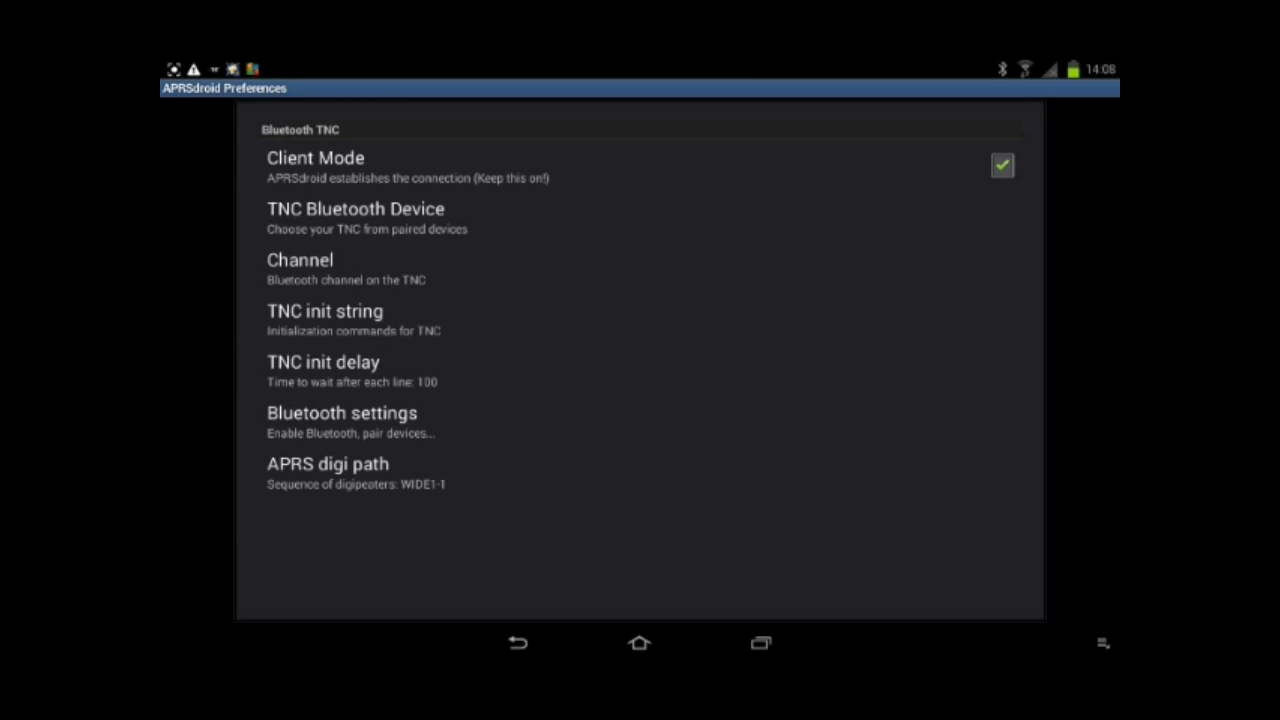 14:08
APRSdroid Preferences
Bluetooth TNC
Client Mode
APRSdroid establishes the connection (Keep this on!)
TNC Bluetooth Device
Choose your TNC from paired devices
Channel
Bluetooth channel on the TNC
TNC init string
Initialization commands for TNC
TNC init delay
Time to wait after each line: 100
Bluetooth settings
Enable Bluetooth, pair devices...
APRS digi path
Sequence of digipeaters: WIDE1-1